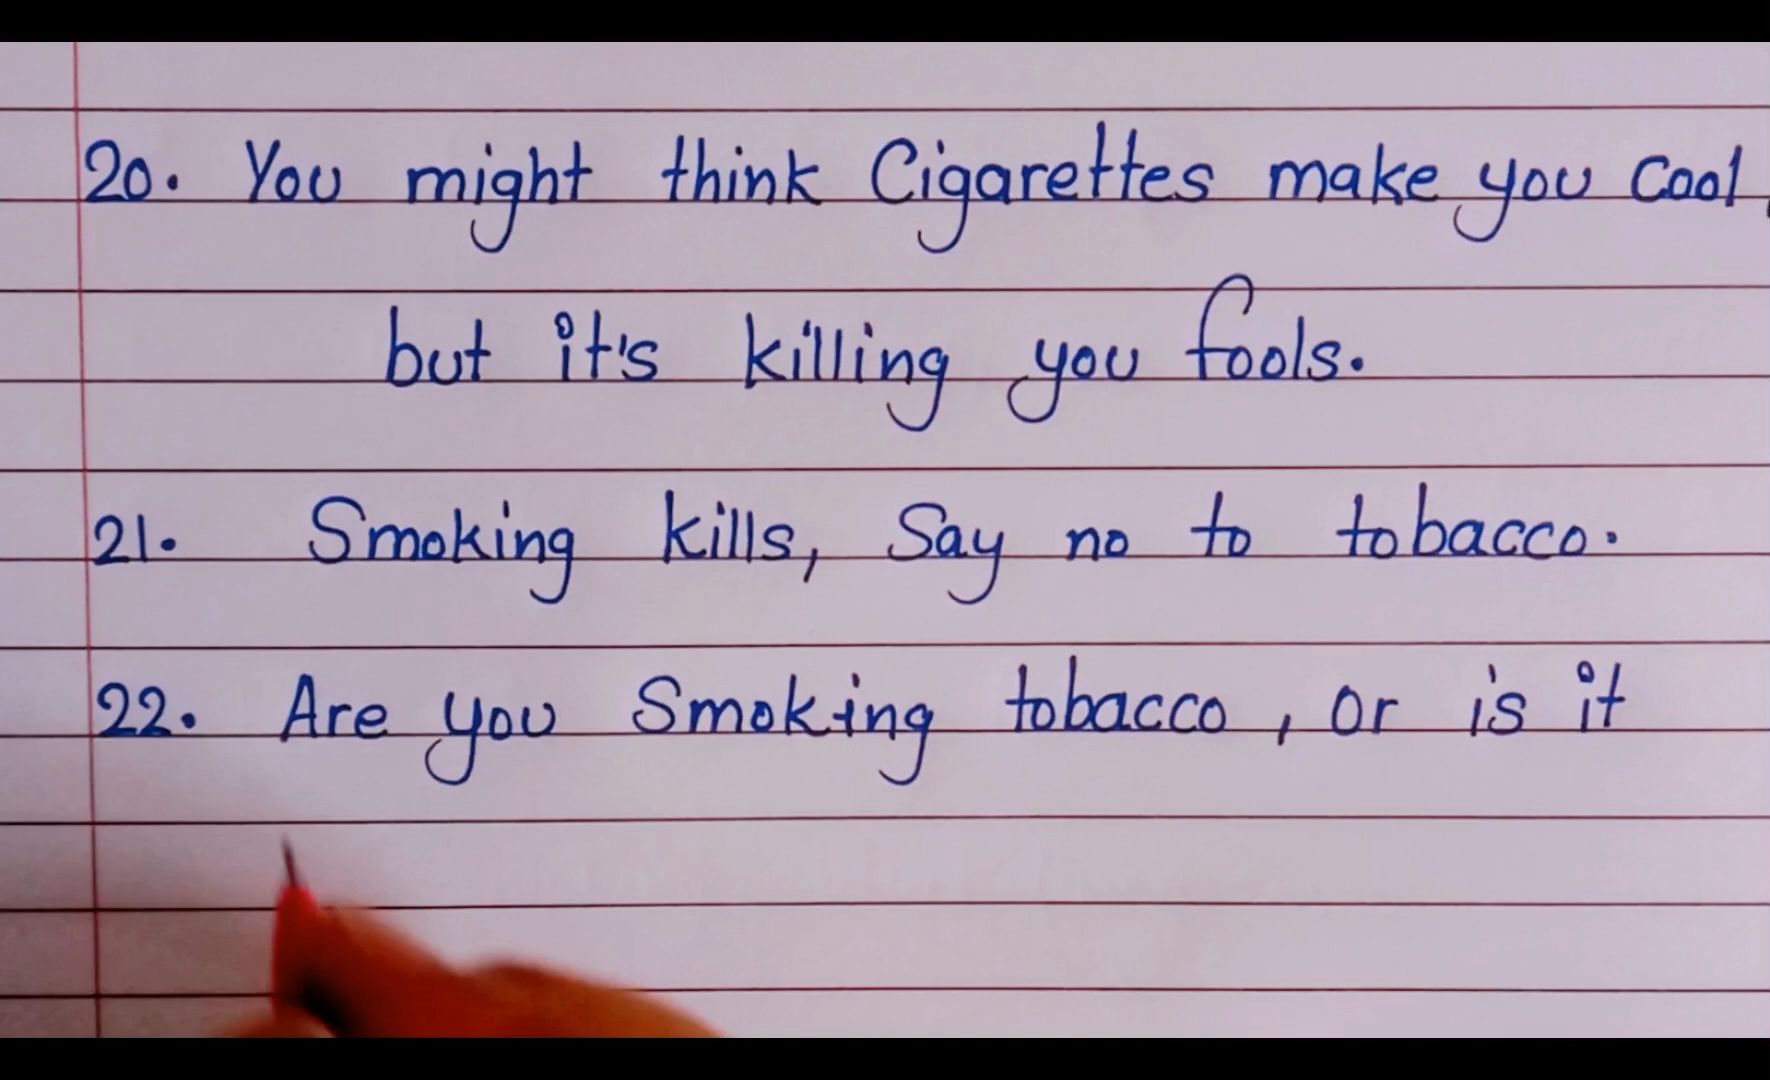 20. You might think Cigarettes make you Cool,
but it's killing you fools.
21. Smoking kills, Say no to tobacco.
22. Are you Smoking tobacco, or is it